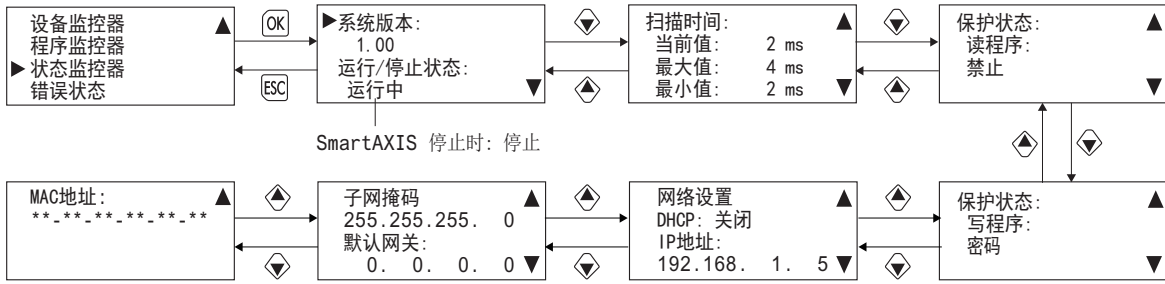 设备监控器
程序监控器
▶状态监控器
错误状态
OK
ESC
▶系统版本:
1.00
运行/停止状态:
运行中
SmartAXIS 停止时: 停止
扫描时间:
当前值: 2 ms
最大值: 4 ms
最小值: 2 ms
保护状态:
读程序:
禁止
MAC地址:
**-**-**-**-**-**
子网掩码
255.255.255. 0
默认网关:
0. 0. 0. 0
网络设置
DHCP: 关闭
IP地址:
192.168. 1. 5
保护状态:
写程序:
密码